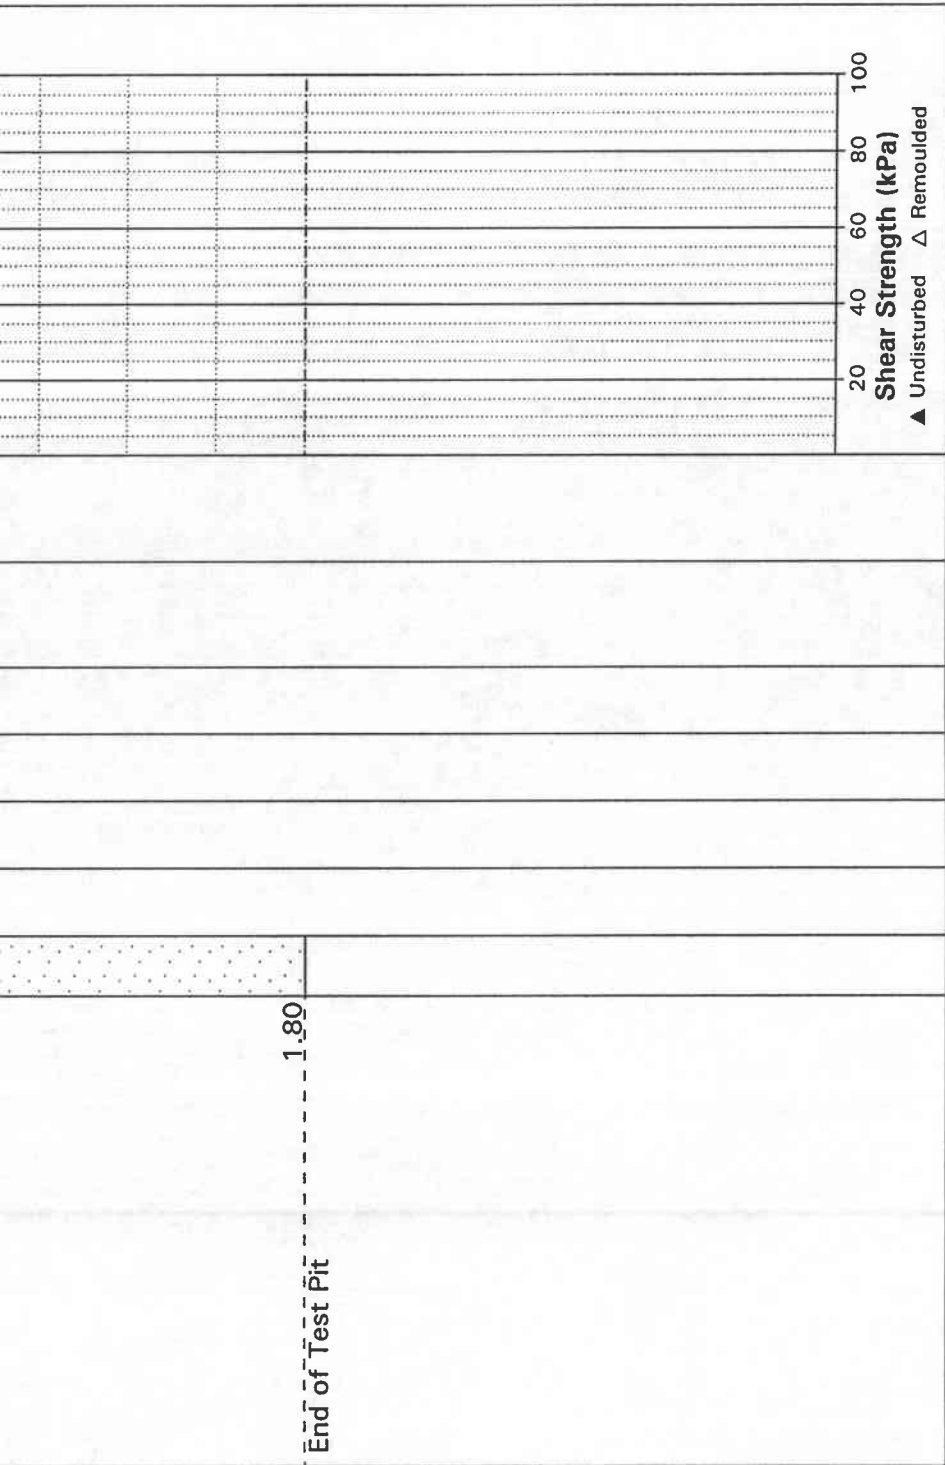 1.80
End of Test Pit
20 40 60 80 100
Shear Strength (kPa)
▲ Undisturbed △ Remoulded